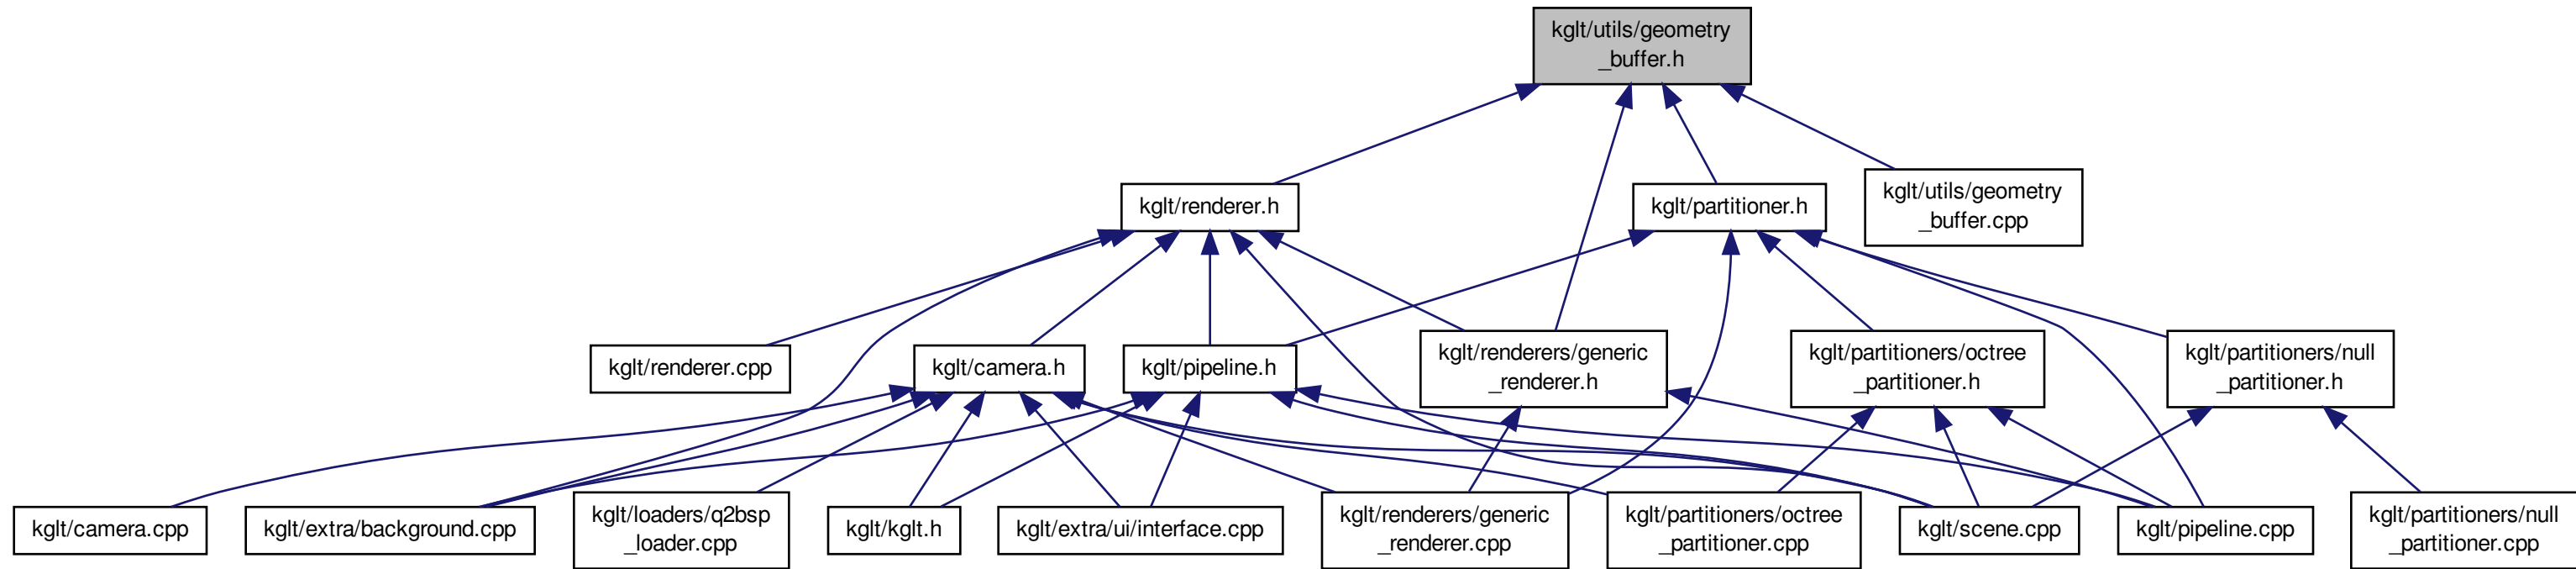 kglt/utils/geometry
_buffer.h
kglt/renderer.h
kglt/partitioner.h
kglt/utils/geometry
_buffer.cpp
kglt/renderer.cpp
kglt/camera.h
kglt/pipeline.h
kglt/renderers/generic
_renderer.h
kglt/partitioners/octree
_partitioner.h
kglt/partitioners/null
_partitioner.h
kglt/camera.cpp
kglt/extra/background.cpp
kglt/loaders/q2bsp
_loader.cpp
kglt/kglt.h
kglt/extra/ui/interface.cpp
kglt/renderers/generic
_renderer.cpp
kglt/partitioners/octree
_partitioner.cpp
kglt/scene.cpp
kglt/pipeline.cpp
kglt/partitioners/null
_partitioner.cpp